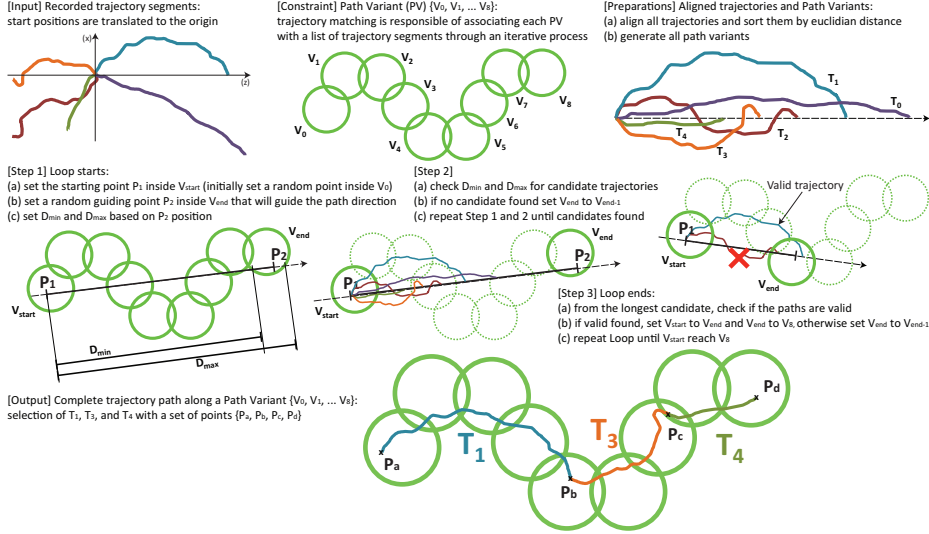 [Input] Recorded trajectory segments:
start positions are translated to the origin
(x)
(z)
[Constraint] Path Variant (PV) {V₀, V₁, ... V₈}:
trajectory matching is responsible of associating each PV
with a list of trajectory segments through an iterative process
V₁
V₂
V₃
V₀
V₄
V₅
V₆
V₇
V₈
[Preparations] Aligned trajectories and Path Variants:
(a) align all trajectories and sort them by euclidian distance
(b) generate all path variants
T₁
T₀
T₄
T₂
T₃
[Step 1] Loop starts:
(a) set the starting point P₁ inside Vstart (initially set a random point inside V₀)
(b) set a random guiding point P₂ inside Vend that will guide the path direction
(c) set Dmin and Dmax based on P₂ position
Vend
P₂
P₁
Vstart
Dmin
Dmax
[Step 2]
(a) check Dmin and Dmax for candidate trajectories
(b) if no candidate found set Vend to Vend-1
(c) repeat Step 1 and 2 until candidates found
Vend
P₂
P₁
Vstart
Valid trajectory
P₁
Vstart
Vend
[Step 3] Loop ends:
(a) from the longest candidate, check if the paths are valid
(b) if valid found, set Vstart to Vend and Vend to V₈, otherwise set Vend to Vend-1
(c) repeat Loop until Vstart reach V₈
[Output] Complete trajectory path along a Path Variant {V₀, V₁, ... V₈}:
selection of T₁, T₃, and T₄ with a set of points {Pa, Pb, Pc, Pd}
Pa
T₁
Pb
T₃
Pc
T₄
Pd